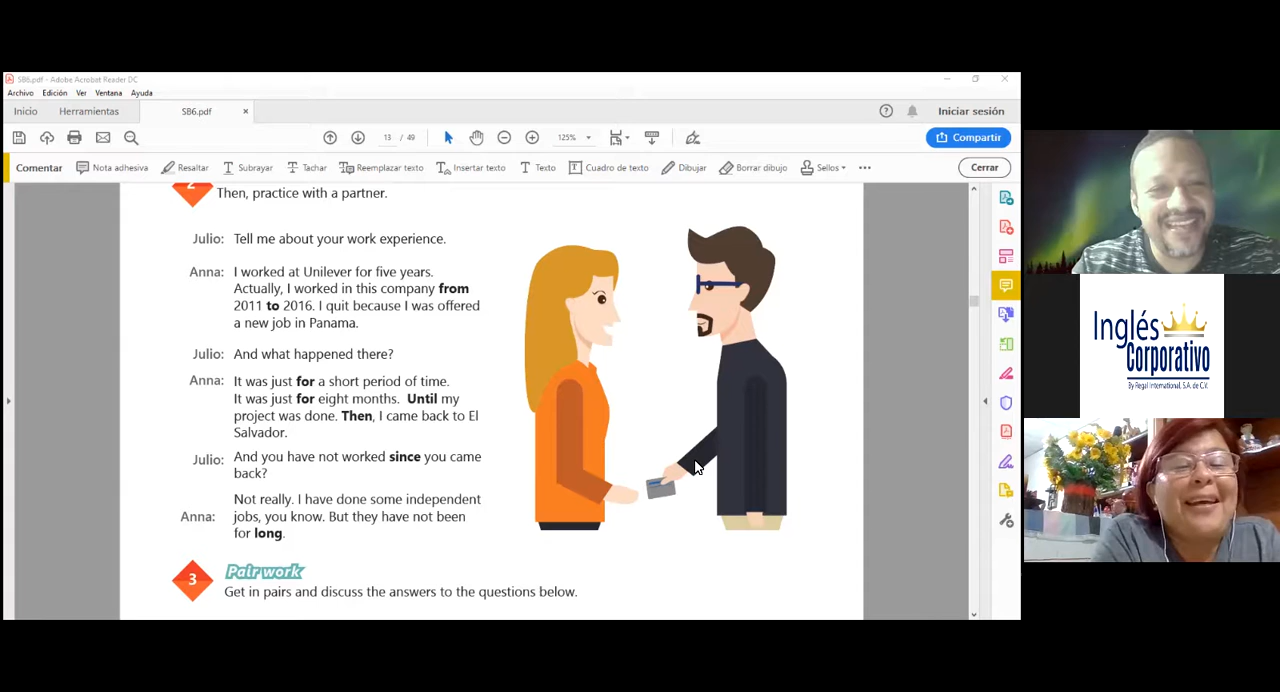 SB6.pdf - Adobe Acrobat Reader DC
Archivo Edición Ver Ventana Ayuda
Inicio Herramientas SB6.pdf × Iniciar sesión
13 / 49 125% Compartir
Comentar Nota adhesiva Resaltar Subrayar Tachar Reemplazar texto Insertar texto Texto Cuadro de texto Dibujar Borrar dibujo Sellos Cerrar
2
Then, practice with a partner.
Julio: Tell me about your work experience.
Anna: I worked at Unilever for five years.
Actually, I worked in this company from
2011 to 2016. I quit because I was offered
a new job in Panama.
Julio: And what happened there?
Anna: It was just for a short period of time.
It was just for eight months. Until my
project was done. Then, I came back to El
Salvador.
Julio: And you have not worked since you came
back?
Not really. I have done some independent
Anna: jobs, you know. But they have not been
for long.
3 Pair work
Get in pairs and discuss the answers to the questions below.
Inglés
Corporativo
By Regal International, S.A. de C.V.